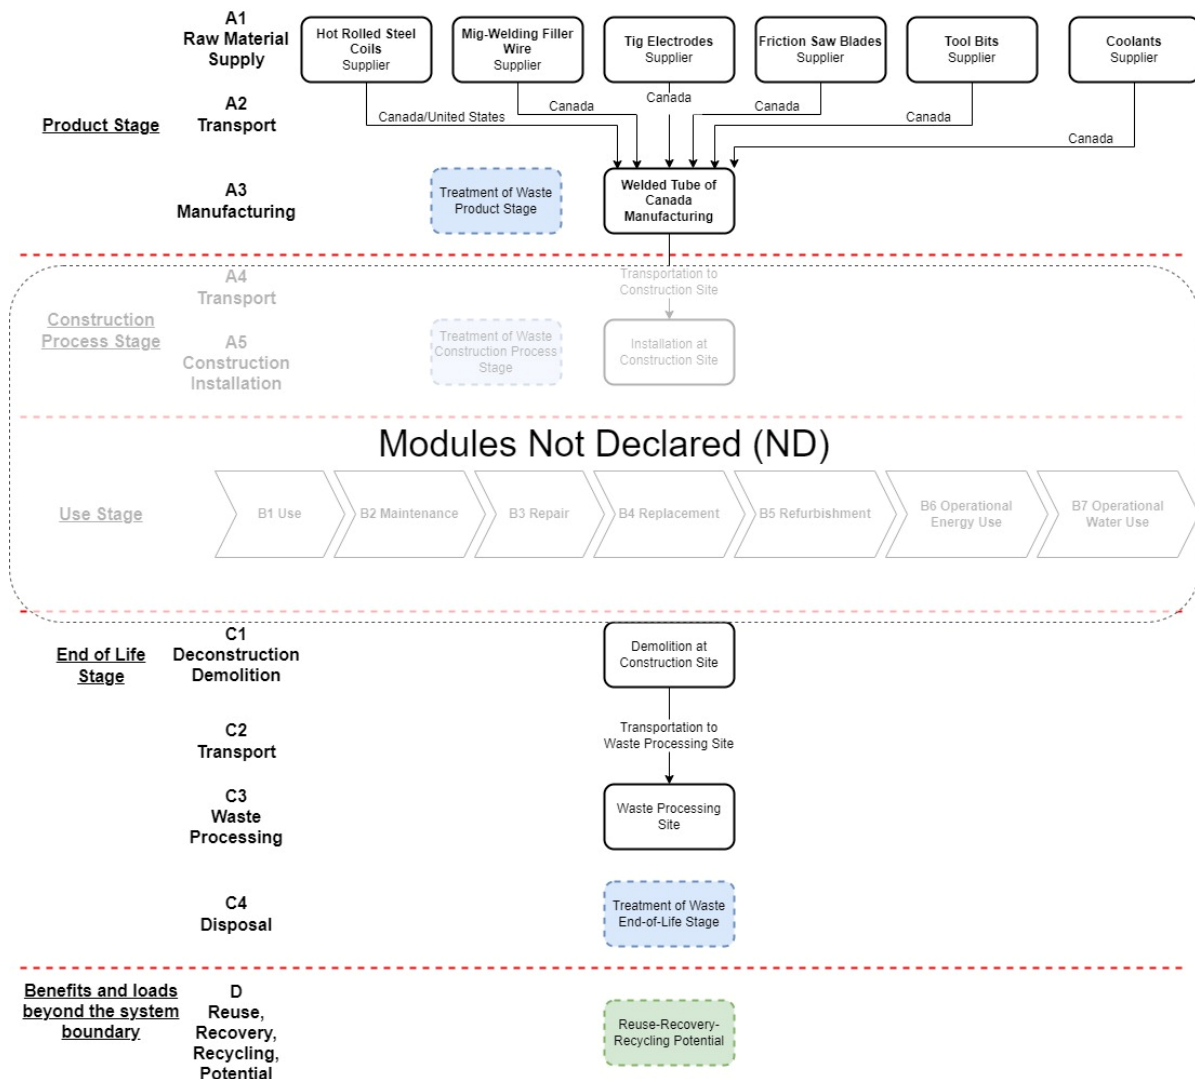 A1
Raw Material
Supply
Hot Rolled Steel
Coils
Supplier
Mig-Welding Filler
Wire
Supplier
Tig Electrodes
Supplier
Friction Saw Blades
Supplier
Tool Bits
Supplier
Coolants
Supplier
Product Stage
A2
Transport
Canada/United States
Canada
Canada
Canada
Canada
Canada
A3
Manufacturing
Treatment of Waste
Product Stage
Welded Tube of
Canada
Manufacturing
Construction
Process Stage
A4
Transport
Transportation to
Construction Site
A5
Construction
Installation
Treatment of Waste
Construction Process
Stage
Installation at
Construction Site
Modules Not Declared (ND)
Use Stage
B1 Use
B2 Maintenance
B3 Repair
B4 Replacement
B5 Refurbishment
B6 Operational
Energy Use
B7 Operational
Water Use
End of Life
Stage
C1
Deconstruction
Demolition
Demolition at
Construction Site
C2
Transport
Transportation to
Waste Processing Site
C3
Waste
Processing
Waste Processing
Site
C4
Disposal
Treatment of Waste
End-of-Life Stage
Benefits and loads
beyond the system
boundary
D
Reuse,
Recovery,
Recycling,
Potential
Reuse-Recovery-
Recycling Potential